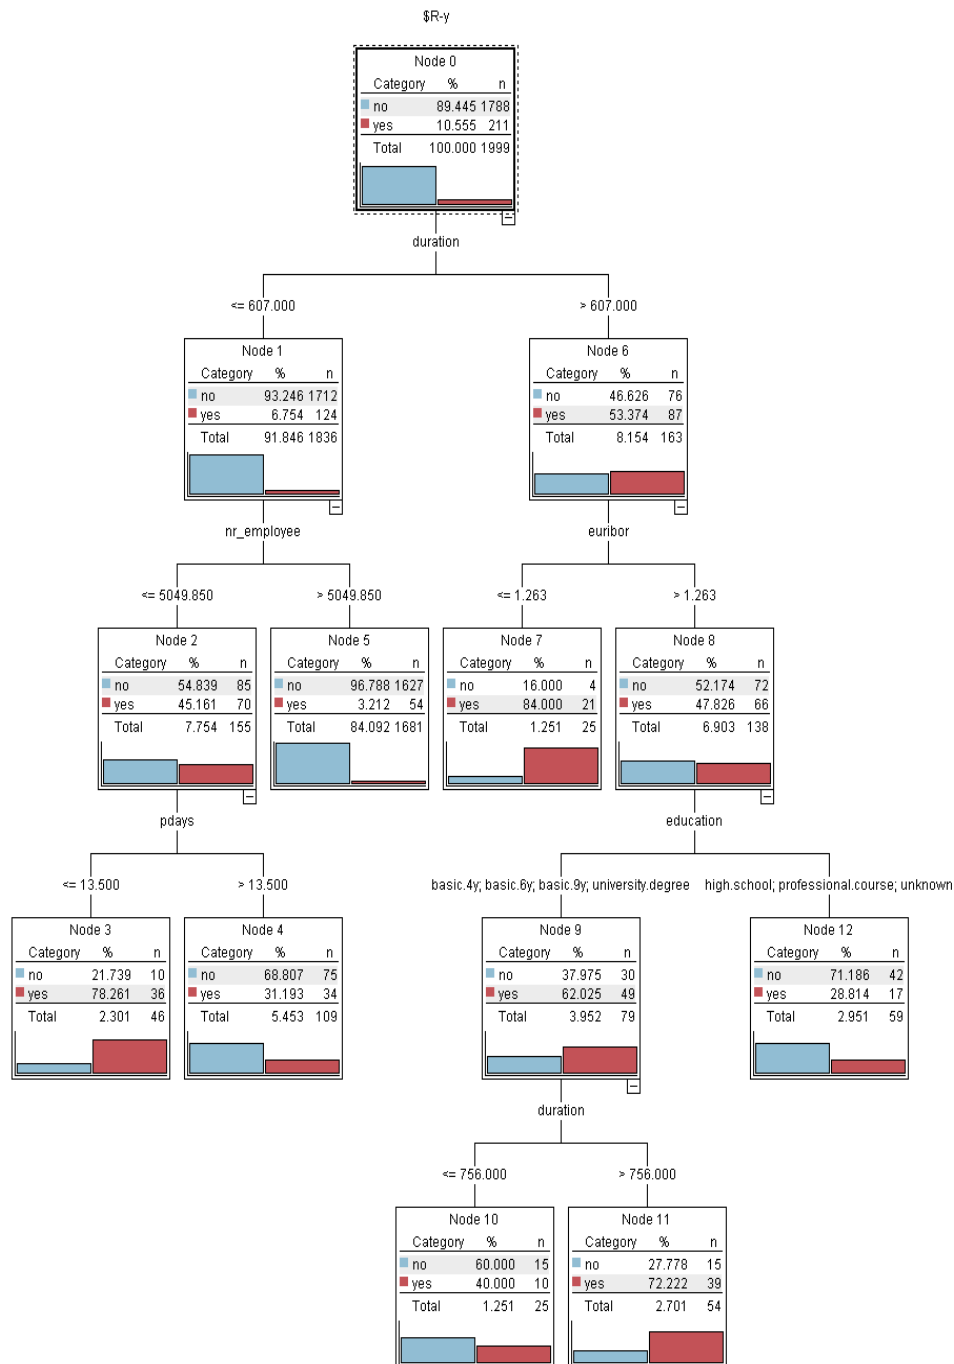 $R-y
Node 0
Category % n
no 89.445 1788
yes 10.555 211
Total 100.000 1999
duration
<= 607.000
> 607.000
Node 1
Category % n
no 93.246 1712
yes 6.754 124
Total 91.846 1836
Node 6
Category % n
no 46.626 76
yes 53.374 87
Total 8.154 163
nr_employee
euribor
<= 5049.850
> 5049.850
<= 1.263
> 1.263
Node 2
Category % n
no 54.839 85
yes 45.161 70
Total 7.754 155
Node 5
Category % n
no 96.788 1627
yes 3.212 54
Total 84.092 1681
Node 7
Category % n
no 16.000 4
yes 84.000 21
Total 1.251 25
Node 8
Category % n
no 52.174 72
yes 47.826 66
Total 6.903 138
pdays
education
<= 13.500
> 13.500
basic.4y; basic.6y; basic.9y; university.degree
high.school; professional.course; unknown
Node 3
Category % n
no 21.739 10
yes 78.261 36
Total 2.301 46
Node 4
Category % n
no 68.807 75
yes 31.193 34
Total 5.453 109
Node 9
Category % n
no 37.975 30
yes 62.025 49
Total 3.952 79
Node 12
Category % n
no 71.186 42
yes 28.814 17
Total 2.951 59
duration
<= 756.000
> 756.000
Node 10
Category % n
no 60.000 15
yes 40.000 10
Total 1.251 25
Node 11
Category % n
no 27.778 15
yes 72.222 39
Total 2.701 54